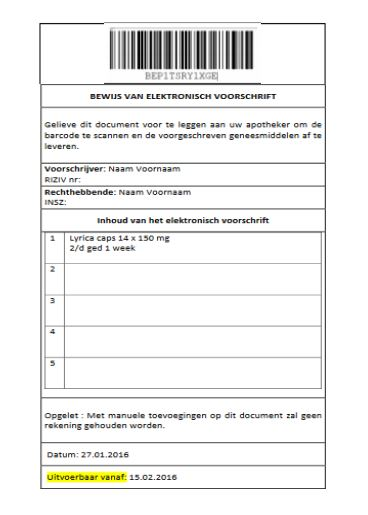 BEP1TSRY1XGE
BEWIJS VAN ELEKTRONISCH VOORSCHRIFT
Gelieve dit document voor te leggen aan uw apotheker om de
barcode te scannen en de voorgeschreven geneesmiddelen af te
leveren.
Voorschrijver: Naam Voornaam
RIZIV nr:
Rechthebbende: Naam Voornaam
INSZ:
Inhoud van het elektronisch voorschrift
1 Lyrica caps 14 x 150 mg
2/d ged 1 week
2
3
4
5
Opgelet : Met manuele toevoegingen op dit document zal geen
rekening gehouden worden.
Datum: 27.01.2016
Uitvoerbaar vanaf: 15.02.2016